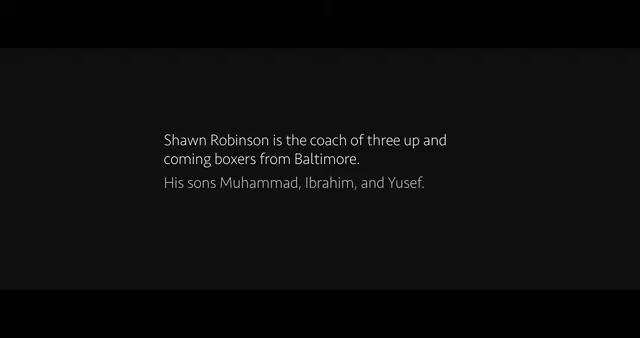 Shawn Robinson is the coach of three up and
coming boxers from Baltimore.
His sons Muhammad, Ibrahim, and Yusef.